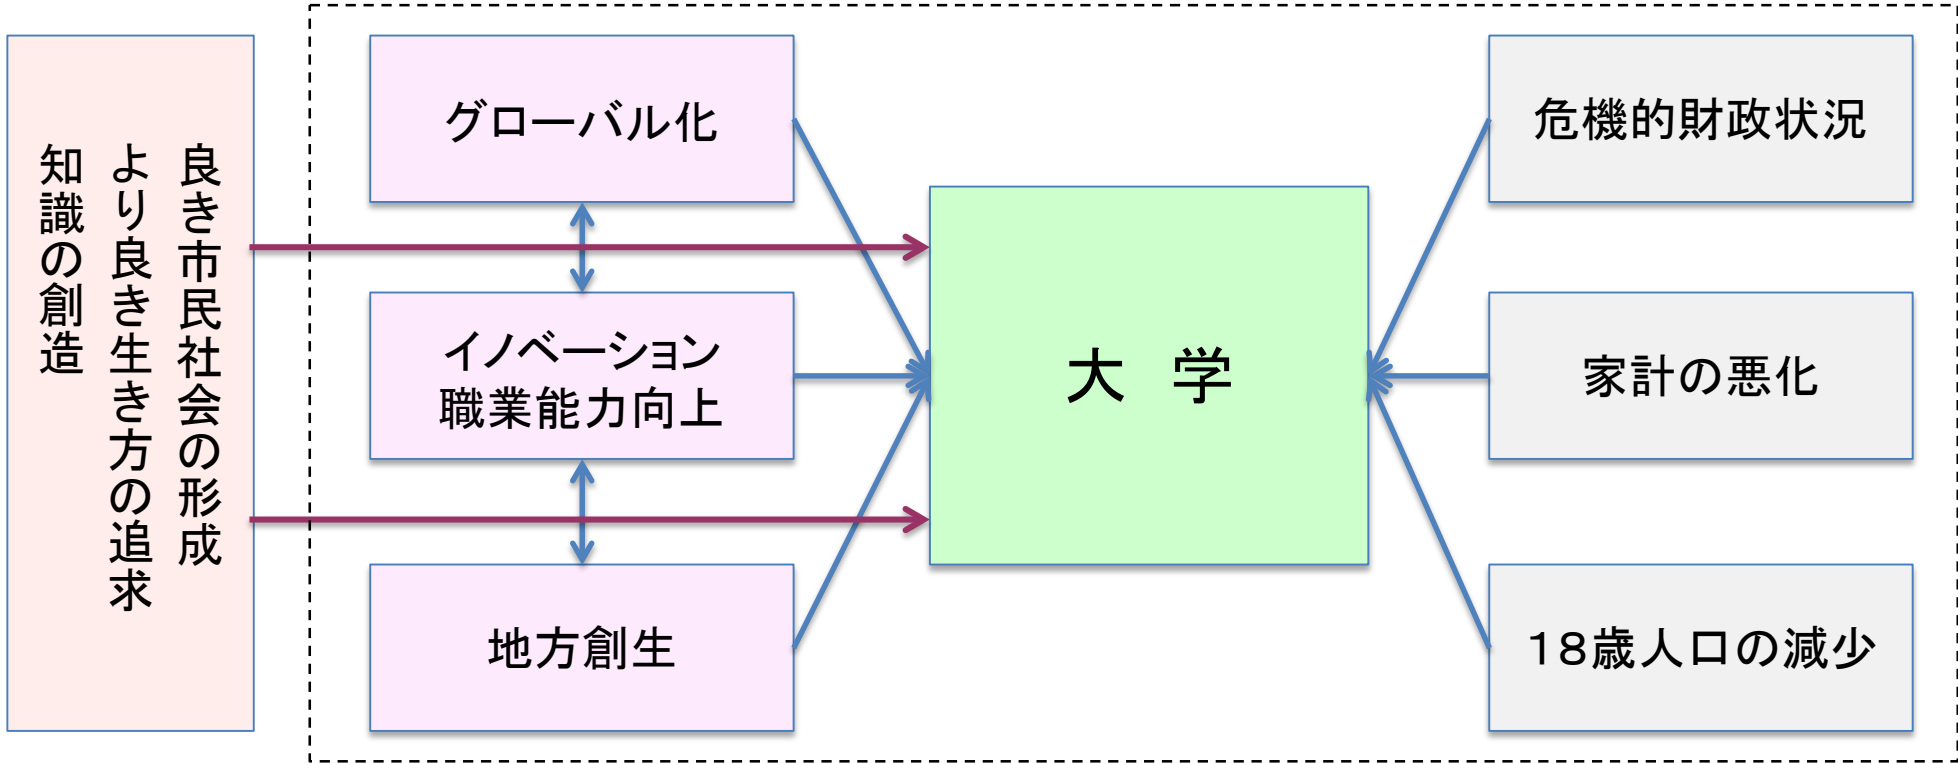 良き市民社会の形成
より良き生き方の追求
知識の創造
グローバル化
イノベーション
職業能力向上
地方創生
大　学
危機的財政状況
家計の悪化
18歳人口の減少